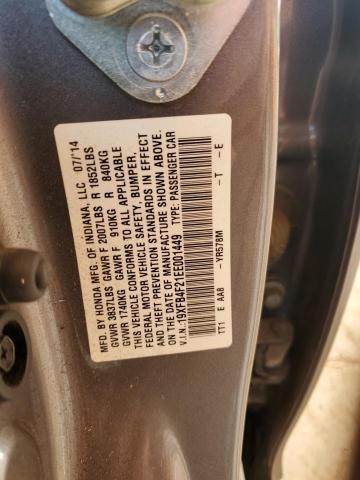 MFG. BY HONDA MFG. OF INDIANA, LLC 07/14
GVWR 3837LBS GAWR F 2007LBS R 1852LBS
GVWR 1740KG GAWR F 910KG R 840KG
THIS VEHICLE CONFORMS TO ALL APPLICABLE
FEDERAL MOTOR VEHICLE SAFETY, BUMPER,
AND THEFT PREVENTION STANDARDS IN EFFECT
ON THE DATE OF MANUFACTURE SHOWN ABOVE.
V.I.N.:19XFB4F21EE001449 TYPE: PASSENGER CAR
-YR578M -T -E
TT1 E AA8